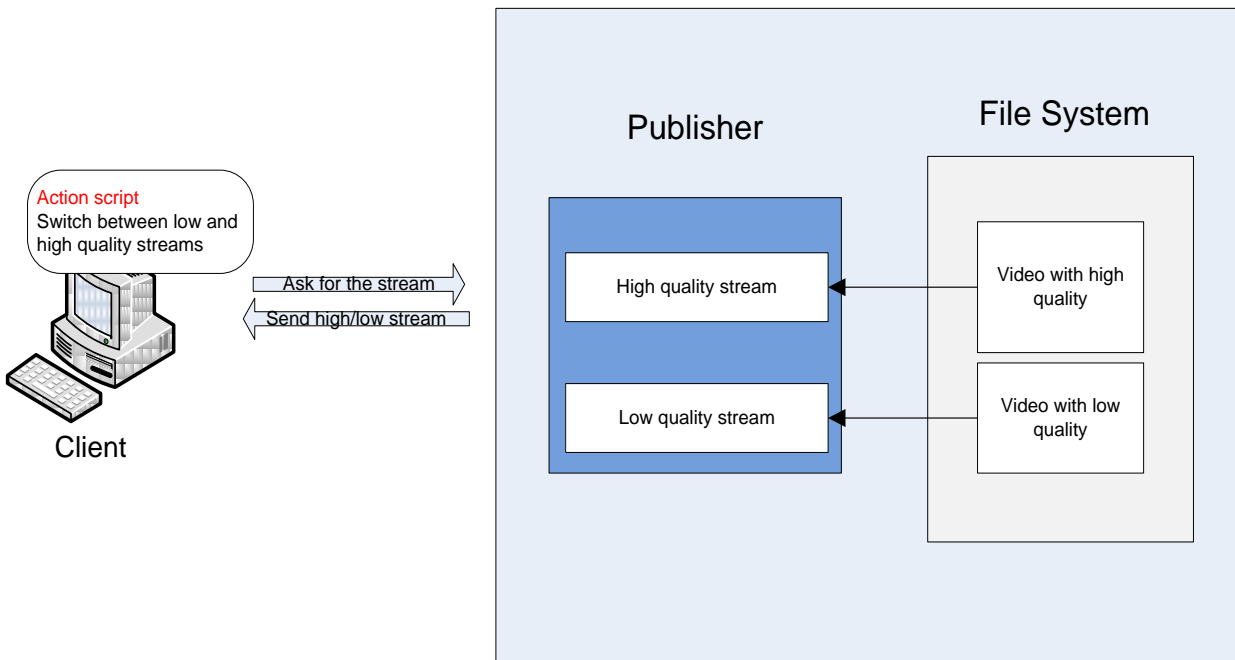 Action script
Switch between low and
high quality streams
Client
Ask for the stream
Send high/low stream
Publisher
High quality stream
Low quality stream
File System
Video with high
quality
Video with low
quality